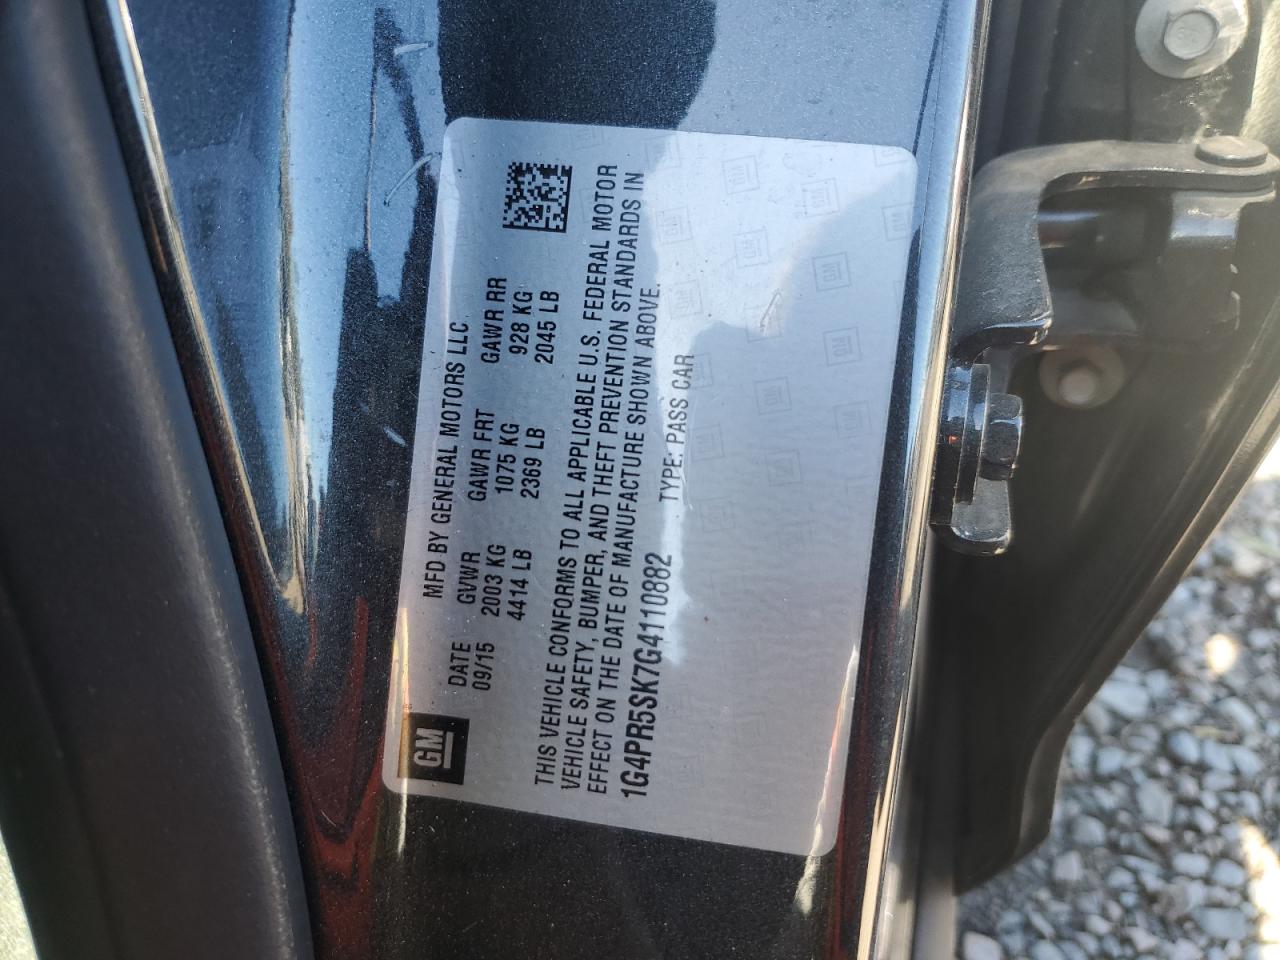 GM
MFD BY GENERAL MOTORS LLC
DATE GVWR GAWR FRT GAWR RR
09/15 2003 KG 1075 KG 928 KG
4414 LB 2369 LB 2045 LB
THIS VEHICLE CONFORMS TO ALL APPLICABLE U.S. FEDERAL MOTOR
VEHICLE SAFETY, BUMPER, AND THEFT PREVENTION STANDARDS IN
EFFECT ON THE DATE OF MANUFACTURE SHOWN ABOVE.
1G4PR5SK7G4110882 TYPE: PASS CAR